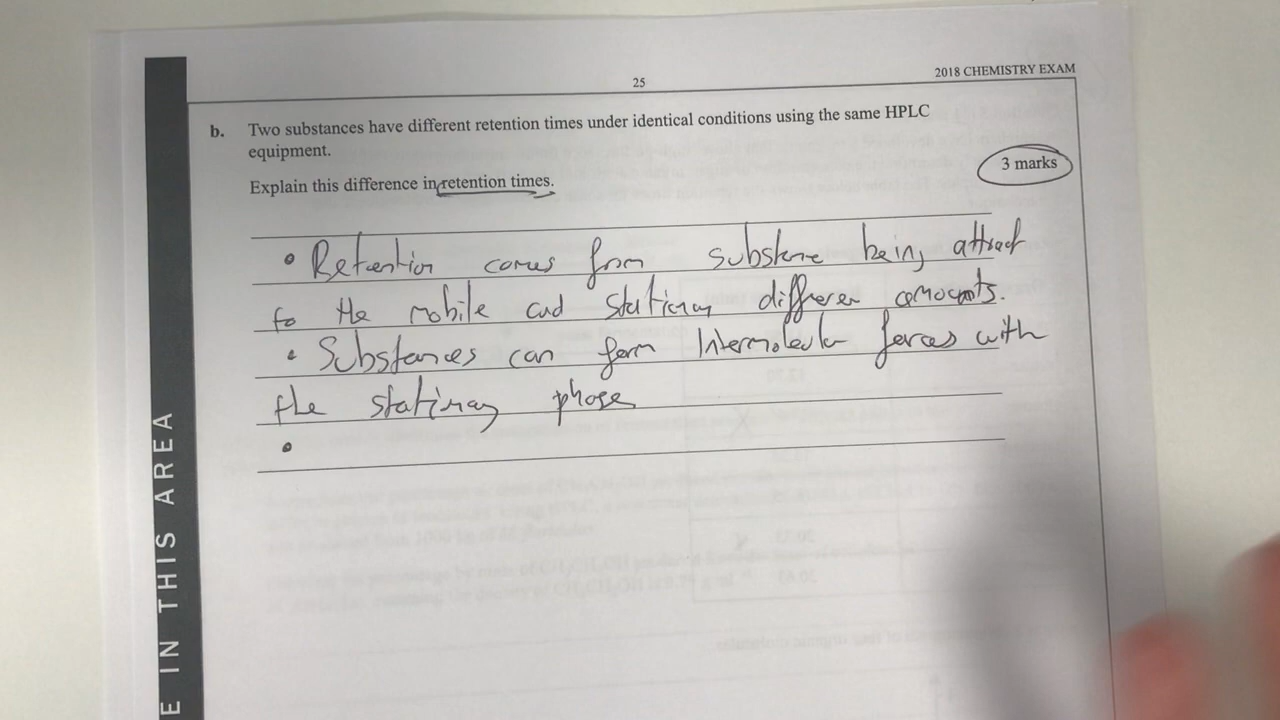 25
2018 CHEMISTRY EXAM
b. Two substances have different retention times under identical conditions using the same HPLC
equipment.
3 marks
Explain this difference in retention times.
• Retention comes from substance being attract
to the mobile and stationary different amounts.
• Substances can form Intermolecular forces with
the stationary phase
•
E IN THIS AREA